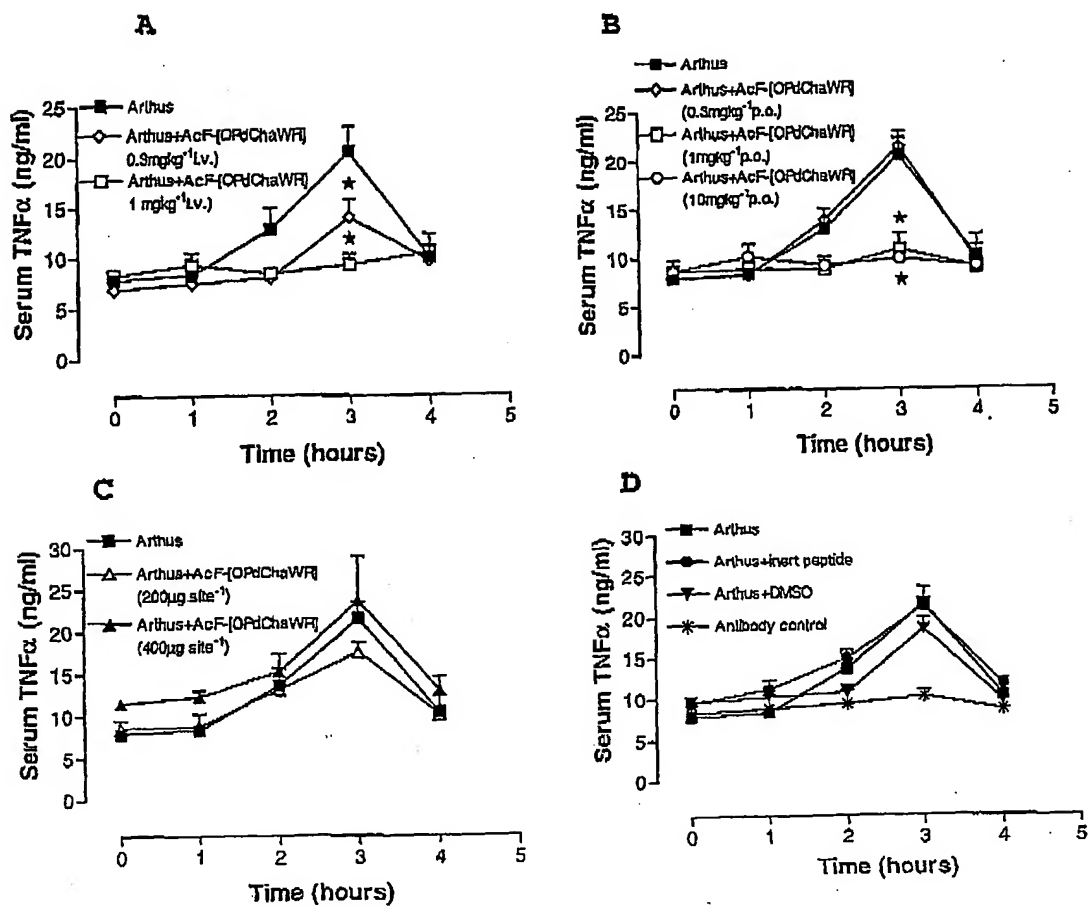 A
Arthus
Arthus+AcF-[OPdChaWR]
0.3mgkg⁻¹i.v.)
Arthus+AcF-[OPdChaWR]
1 mgkg⁻¹i.v.)
Serum TNFα (ng/ml)
25
20
15
10
5
0
0 1 2 3 4 5
Time (hours)
B
Arthus
Arthus+AcF-[OPdChaWR]
(0.3mgkg⁻¹p.o.)
Arthus+AcF-[OPdChaWR]
(1mgkg⁻¹p.o.)
Arthus+AcF-[OPdChaWR]
(10mgkg⁻¹p.o.)
Serum TNFα (ng/ml)
25
20
15
10
5
0
0 1 2 3 4 5
Time (hours)
C
Arthus
Arthus+AcF-[OPdChaWR]
(200µg site⁻¹)
Arthus+AcF-[OPdChaWR]
(400µg site⁻¹)
Serum TNFα (ng/ml)
30
25
20
15
10
5
0
0 1 2 3 4 5
Time (hours)
D
Arthus
Arthus+inert peptide
Arthus+DMSO
Antibody control
Serum TNFα (ng/ml)
30
25
20
15
10
5
0
0 1 2 3 4 5
Time (hours)